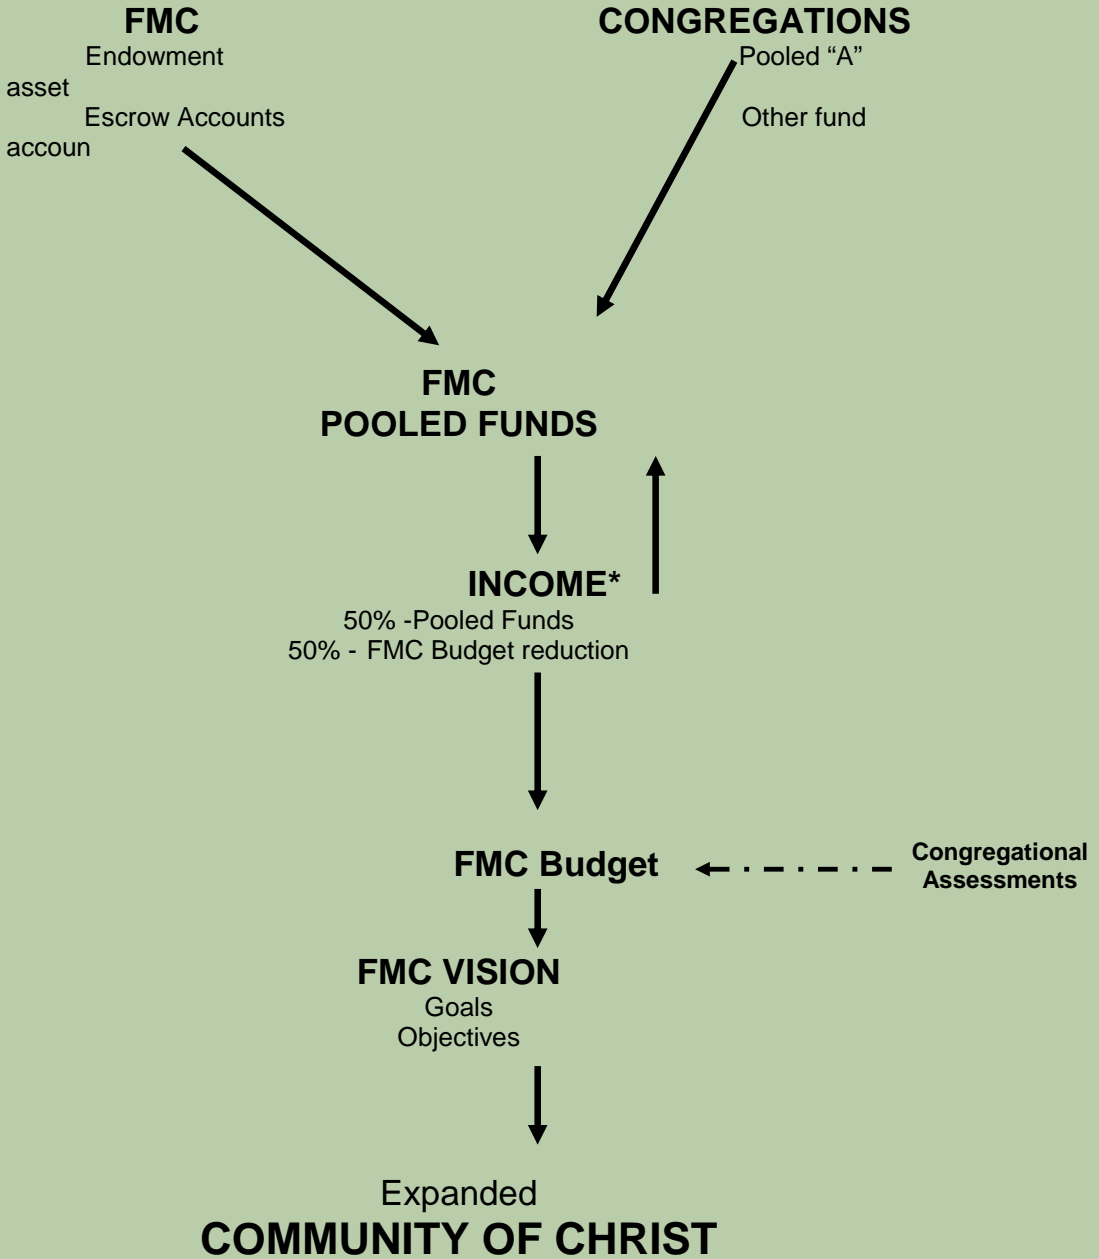 FMC
Endowment
asset
Escrow Accounts
accoun
CONGREGATIONS
Pooled “A”
Other fund
FMC
POOLED FUNDS
INCOME*
50% -Pooled Funds
50% - FMC Budget reduction
FMC Budget
Congregational
Assessments
FMC VISION
Goals
Objectives
Expanded
COMMUNITY OF CHRIST